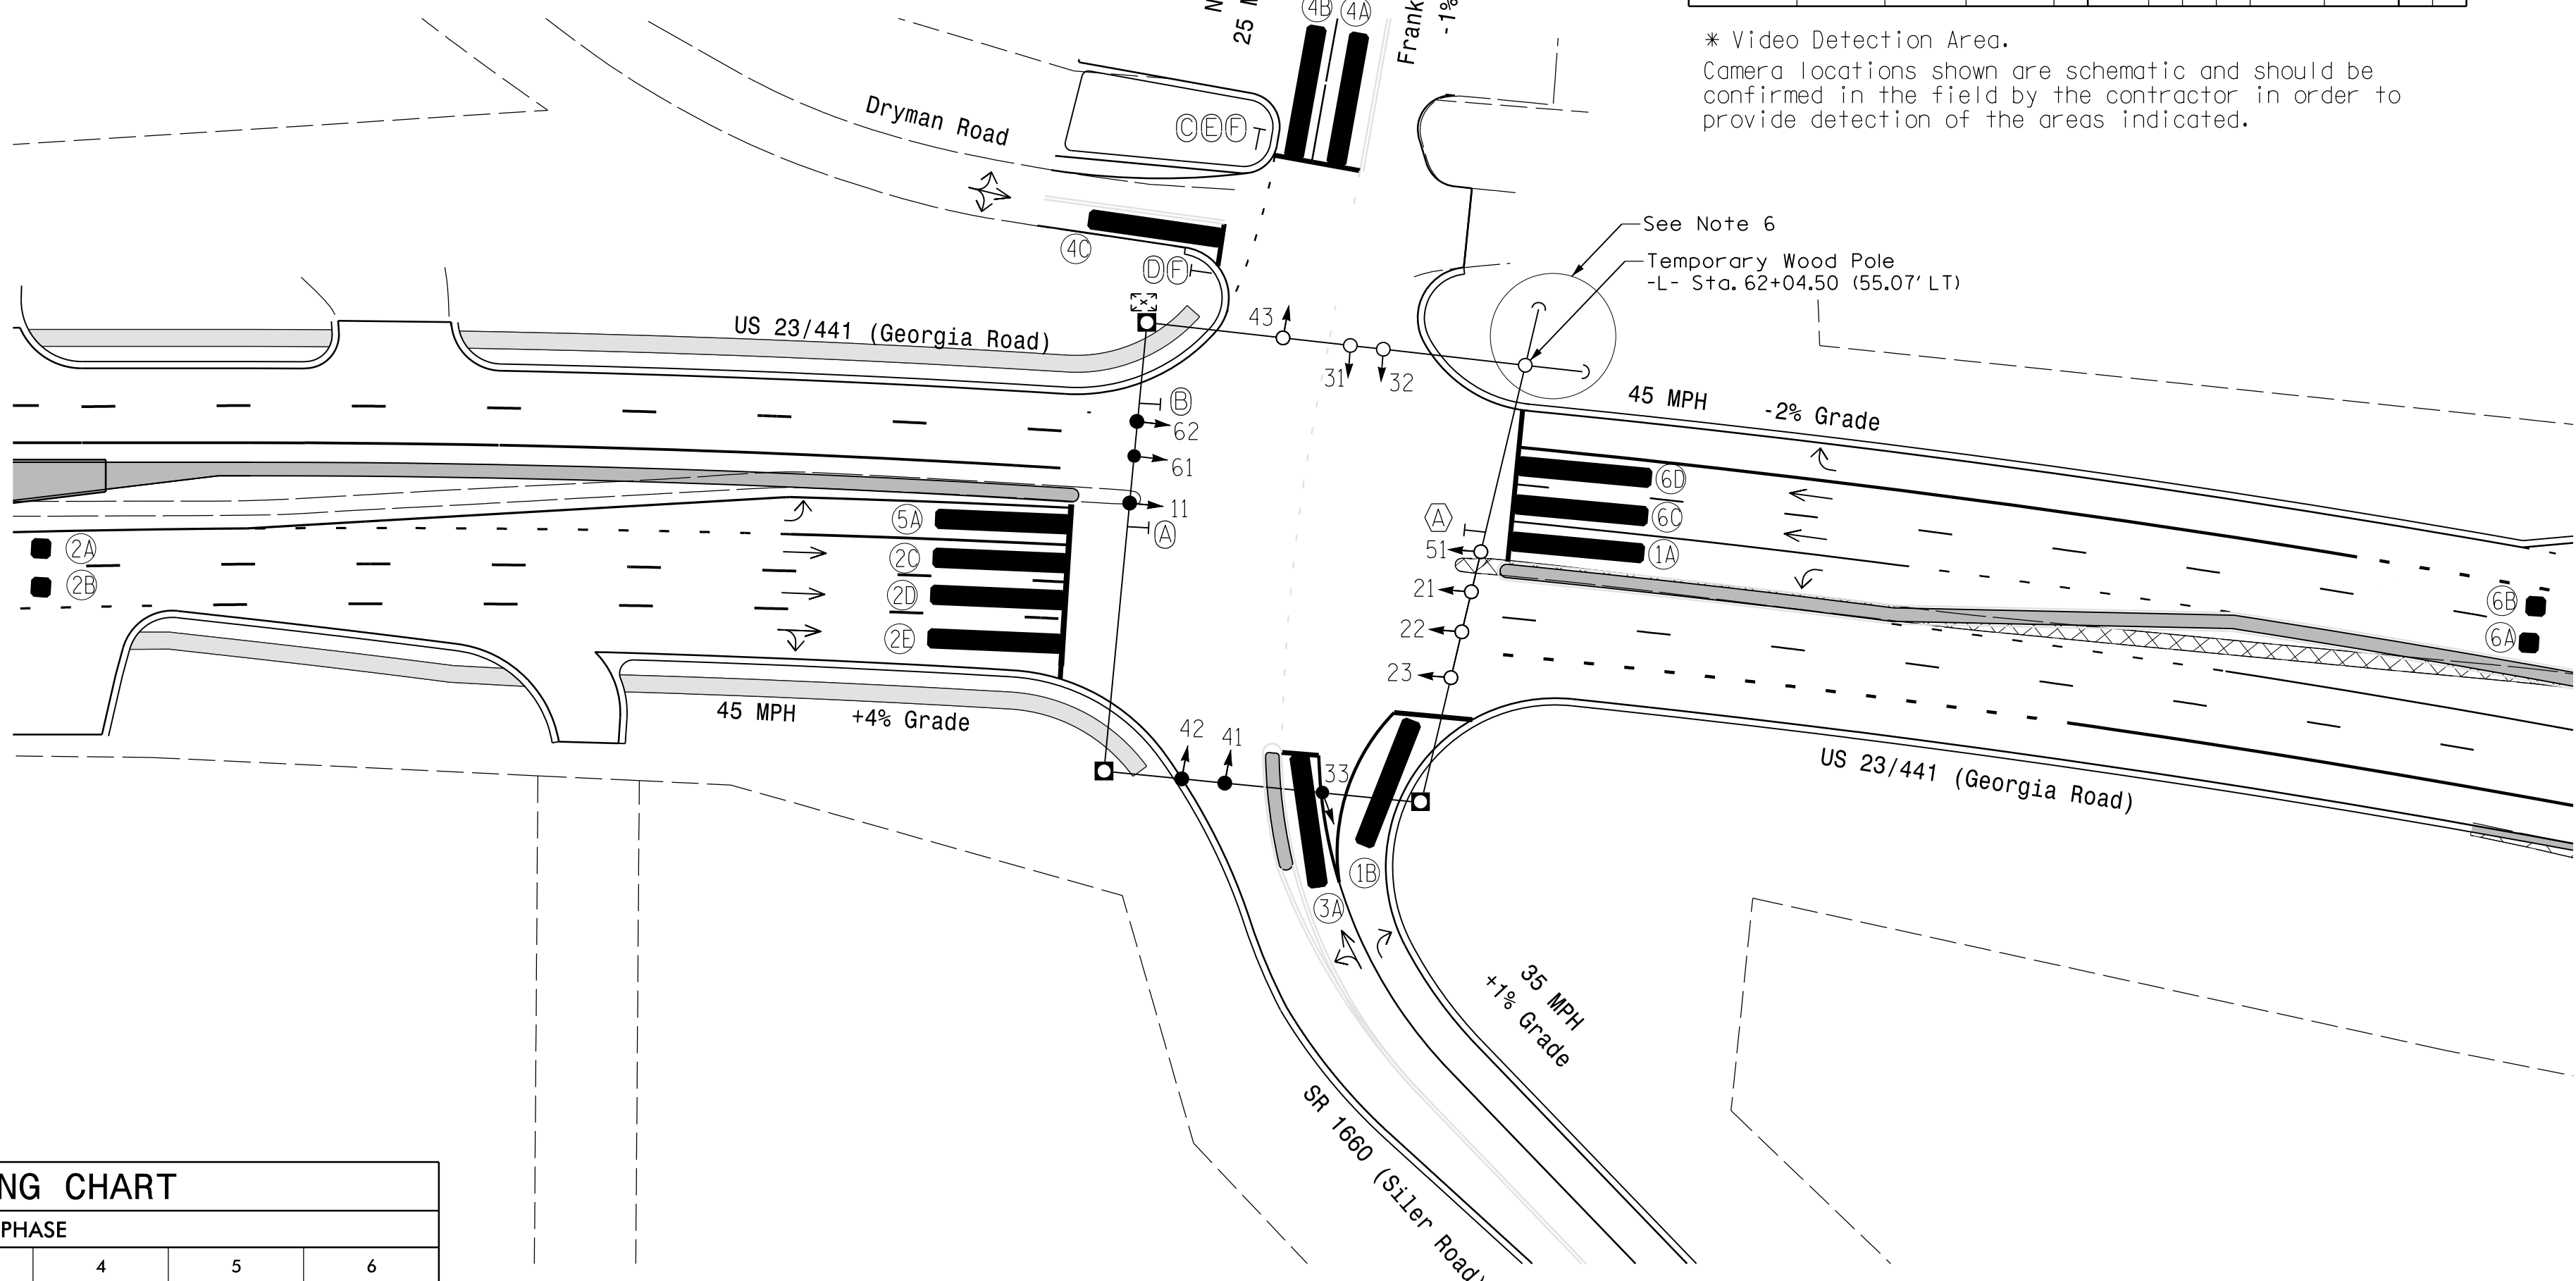 4B 4A
25 M
Frank
-1%
* Video Detection Area.
Camera locations shown are schematic and should be
confirmed in the field by the contractor in order to
provide detection of the areas indicated.
Dryman Road
C E F
4C
D F
See Note 6
Temporary Wood Pole
-L- Sta. 62+04.50 (55.07' LT)
US 23/441 (Georgia Road)
43
31
32
B
62
61
11
A
45 MPH -2% Grade
6D
6C
1A
A
51
21
22
23
5A
2C
2D
2E
2A
2B
6B
6A
45 MPH +4% Grade
42
41
33
US 23/441 (Georgia Road)
1B
3A
35 MPH
+1% Grade
SR 1660 (Siler Road)
NG CHART
PHASE
4 5 6